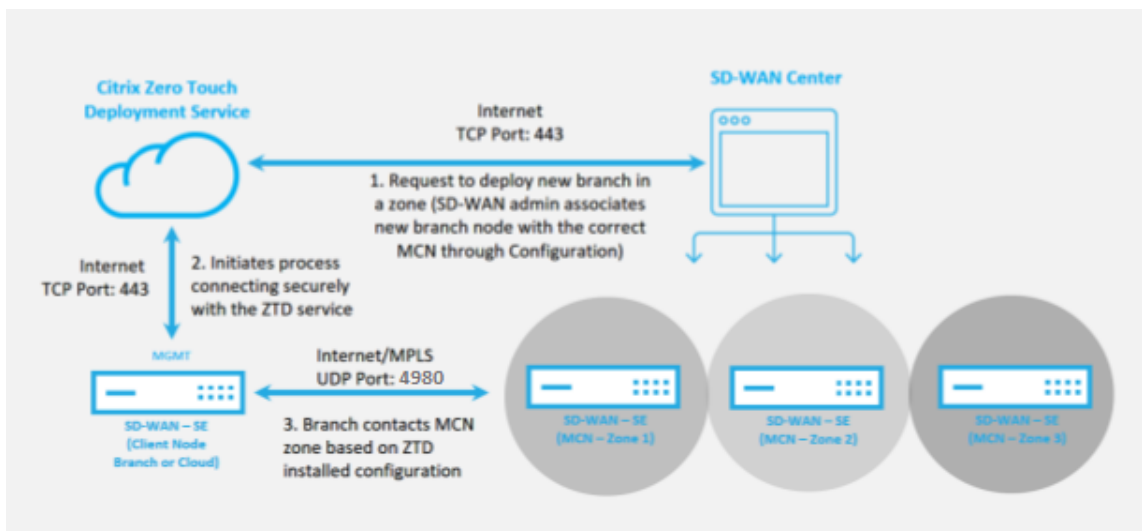 Citrix Zero Touch
Deployment Service
SD-WAN Center
Internet
TCP Port: 443
1. Request to deploy new branch in
a zone (SD-WAN admin associates
new branch node with the correct
MCN through Configuration)
Internet
TCP Port: 443
2. Initiates process
connecting securely
with the ZTD service
MGMT
SD-WAN – SE
(Client Node
Branch or Cloud)
Internet/MPLS
UDP Port: 4980
3. Branch contacts MCN
zone based on ZTD
installed configuration
SD-WAN – SE
(MCN – Zone 1)
SD-WAN – SE
(MCN – Zone 2)
SD-WAN – SE
(MCN – Zone 3)